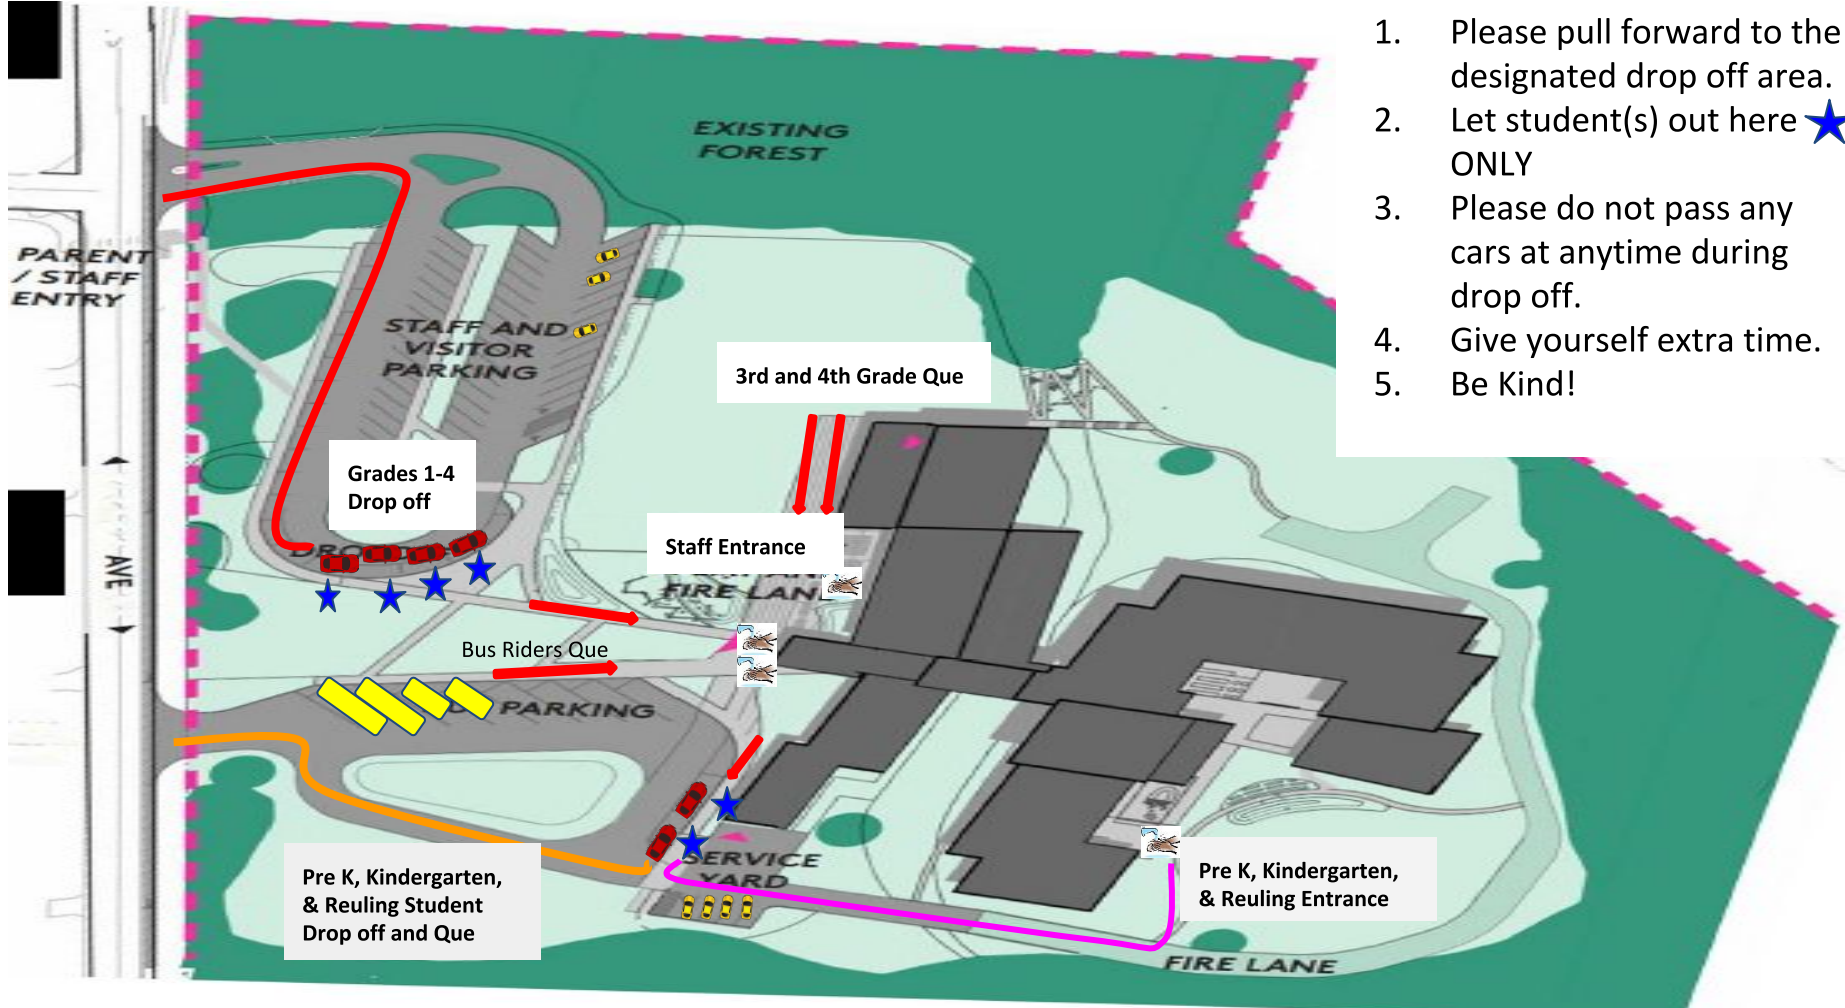 1. Please pull forward to the
designated drop off area.
2. Let student(s) out here
ONLY
3. Please do not pass any
cars at anytime during
drop off.
4. Give yourself extra time.
5. Be Kind!
EXISTING
FOREST
PARENT
/ STAFF
ENTRY
STAFF AND
VISITOR
PARKING
3rd and 4th Grade Que
Grades 1-4
Drop off
Staff Entrance
FIRE LANE
AVE
Bus Riders Que
PARKING
SERVICE
YARD
Pre K, Kindergarten,
& Reuling Student
Drop off and Que
Pre K, Kindergarten,
& Reuling Entrance
FIRE LANE